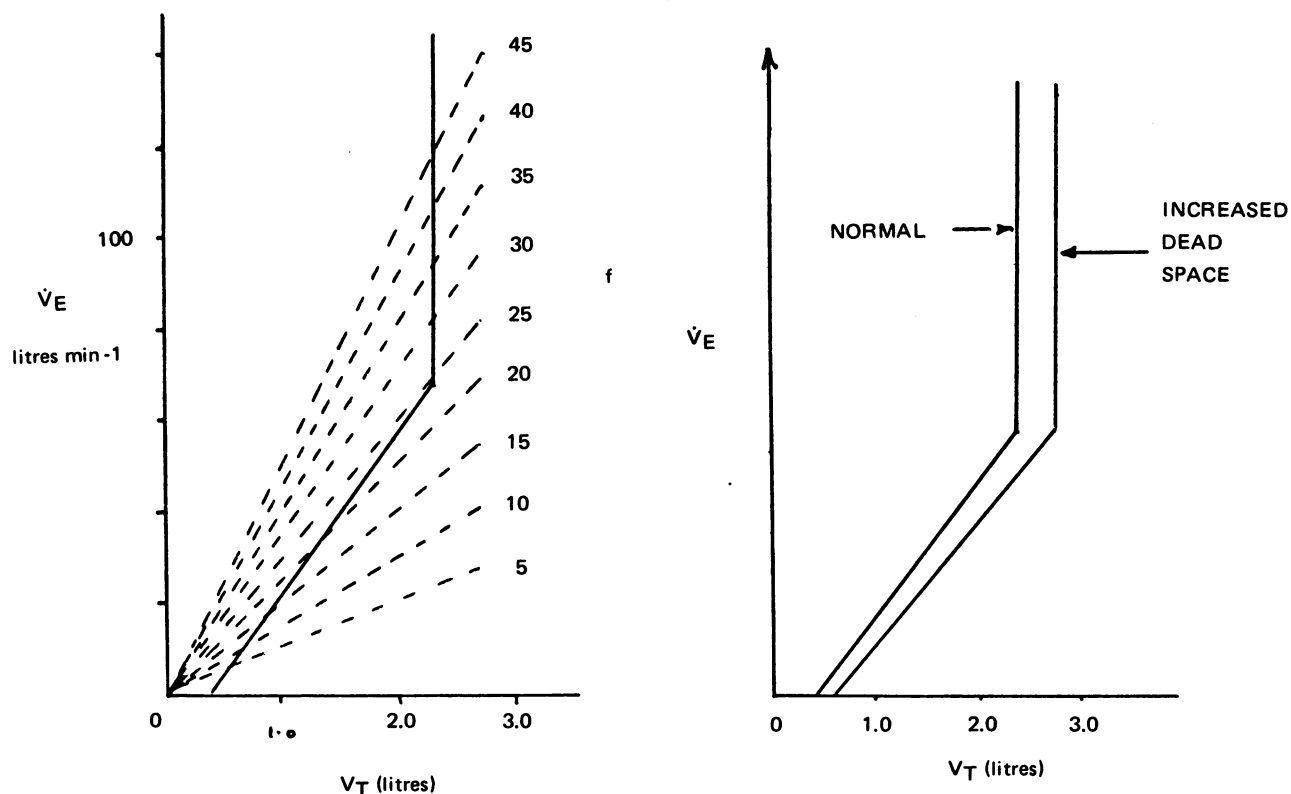 45
40
35
100
30
V̇E
f
25
litres min -1
20
15
10
5
0
1.0
2.0
3.0
VT (litres)
NORMAL
INCREASED
DEAD
SPACE
V̇E
0
1.0
2.0
3.0
VT (litres)